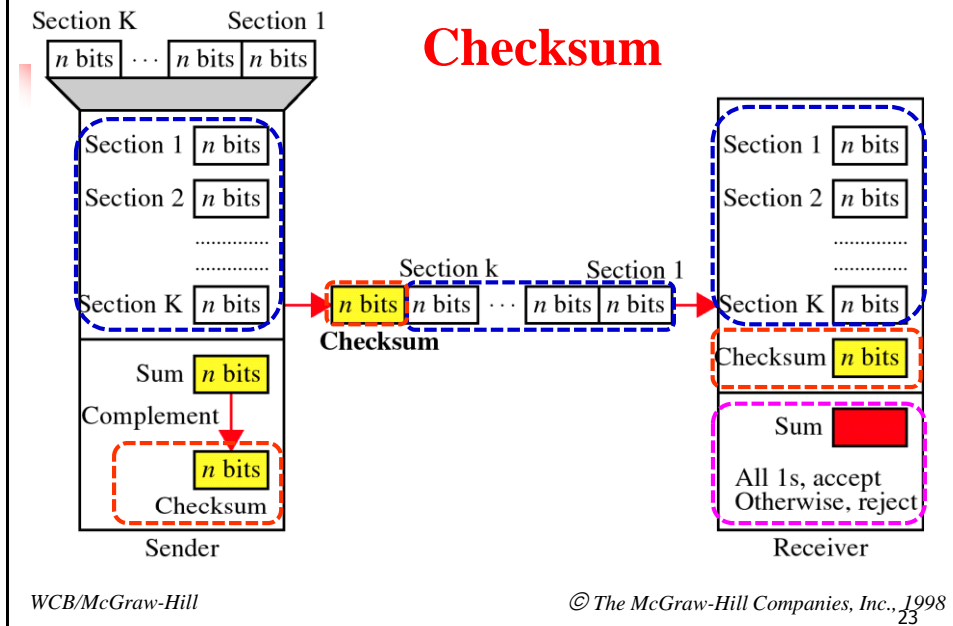 Section K Section 1
n bits ... n bits n bits
Checksum
Section 1 n bits
Section 2 n bits
..............
..............
Section K n bits
Sum n bits
Complement
n bits
Checksum
Sender
Section k Section 1
n bits n bits ... n bits n bits
Checksum
Section 1 n bits
Section 2 n bits
..............
..............
Section K n bits
Checksum n bits
Sum
All 1s, accept
Otherwise, reject
Receiver
WCB/McGraw-Hill
© The McGraw-Hill Companies, Inc., 1998
23